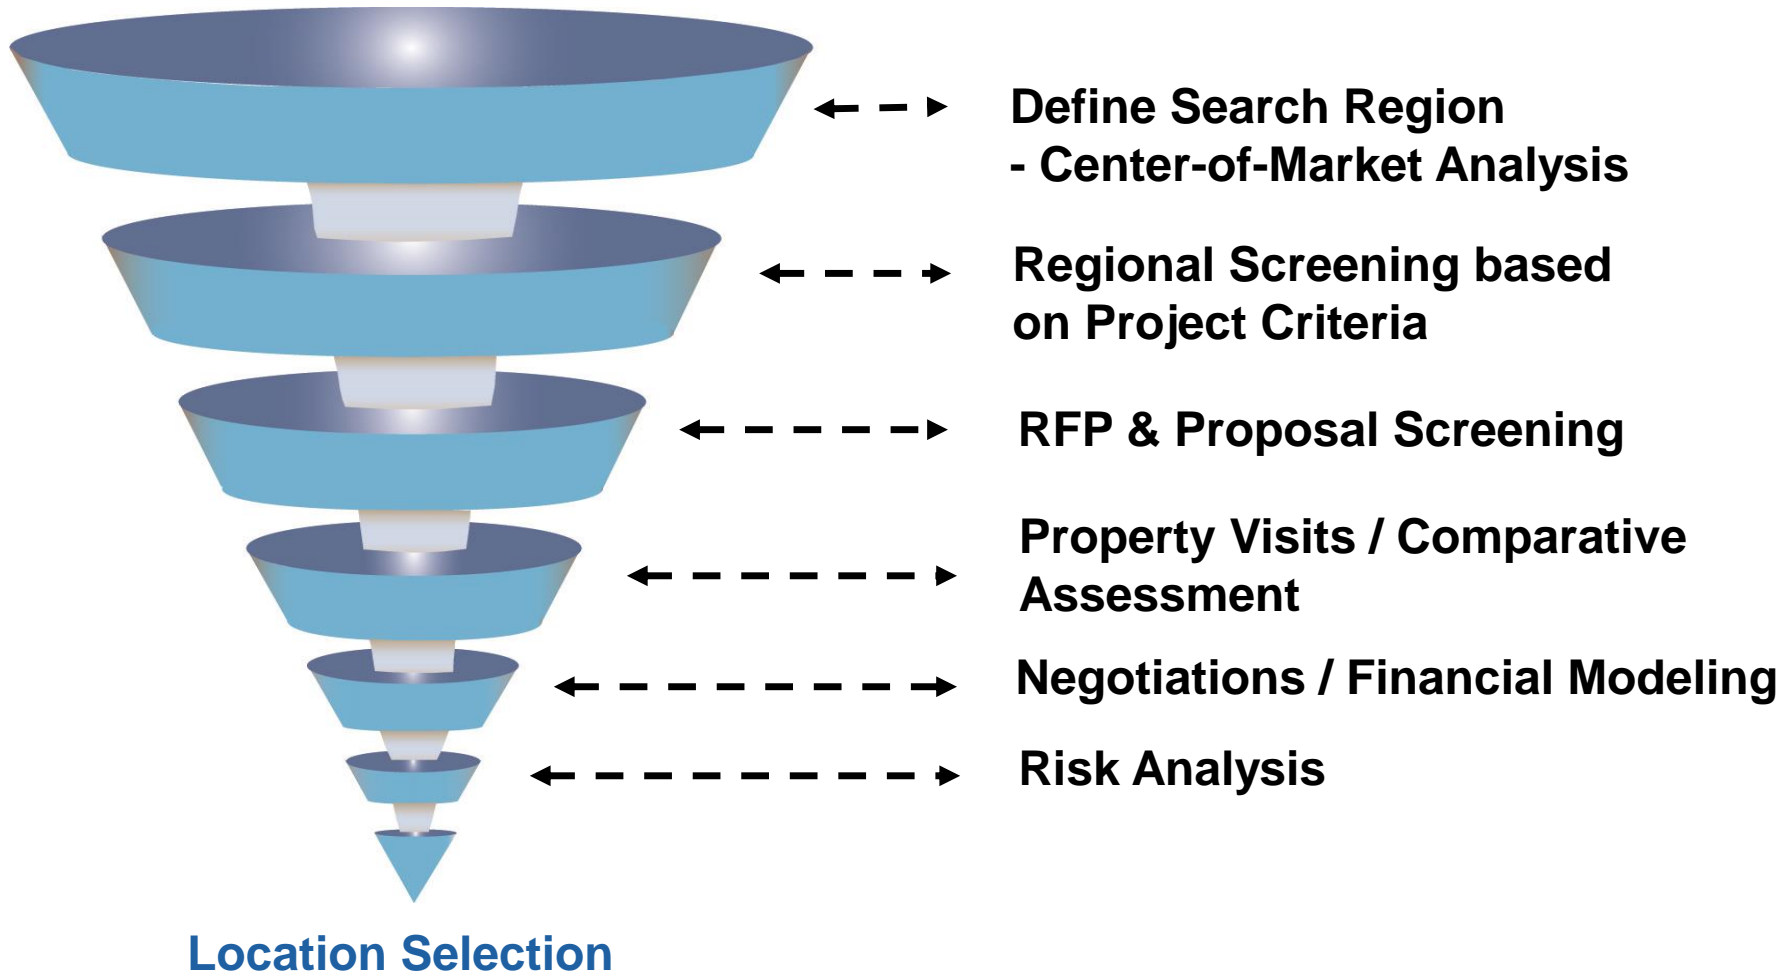 Define Search Region
- Center-of-Market Analysis
Regional Screening based
on Project Criteria
RFP & Proposal Screening
Property Visits / Comparative
Assessment
Negotiations / Financial Modeling
Risk Analysis
Location Selection